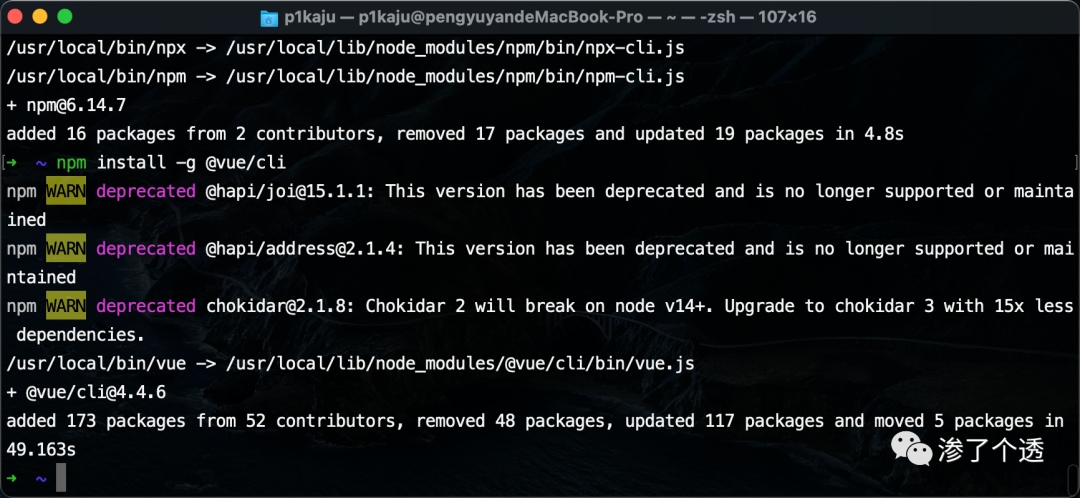 p1kaju — p1kaju@pengyuyandeMacBook-Pro — ~ — -zsh — 107×16
/usr/local/bin/npx -> /usr/local/lib/node_modules/npm/bin/npx-cli.js
/usr/local/bin/npm -> /usr/local/lib/node_modules/npm/bin/npm-cli.js
+ npm@6.14.7
added 16 packages from 2 contributors, removed 17 packages and updated 19 packages in 4.8s
[➜  ~ npm install -g @vue/cli ]
npm WARN deprecated @hapi/joi@15.1.1: This version has been deprecated and is no longer supported or mainta
ined
npm WARN deprecated @hapi/address@2.1.4: This version has been deprecated and is no longer supported or mai
ntained
npm WARN deprecated chokidar@2.1.8: Chokidar 2 will break on node v14+. Upgrade to chokidar 3 with 15x less
 dependencies.
/usr/local/bin/vue -> /usr/local/lib/node_modules/@vue/cli/bin/vue.js
+ @vue/cli@4.4.6
added 173 packages from 52 contributors, removed 48 packages, updated 117 packages and moved 5 packages in
49.163s
➜  ~
渗了个透